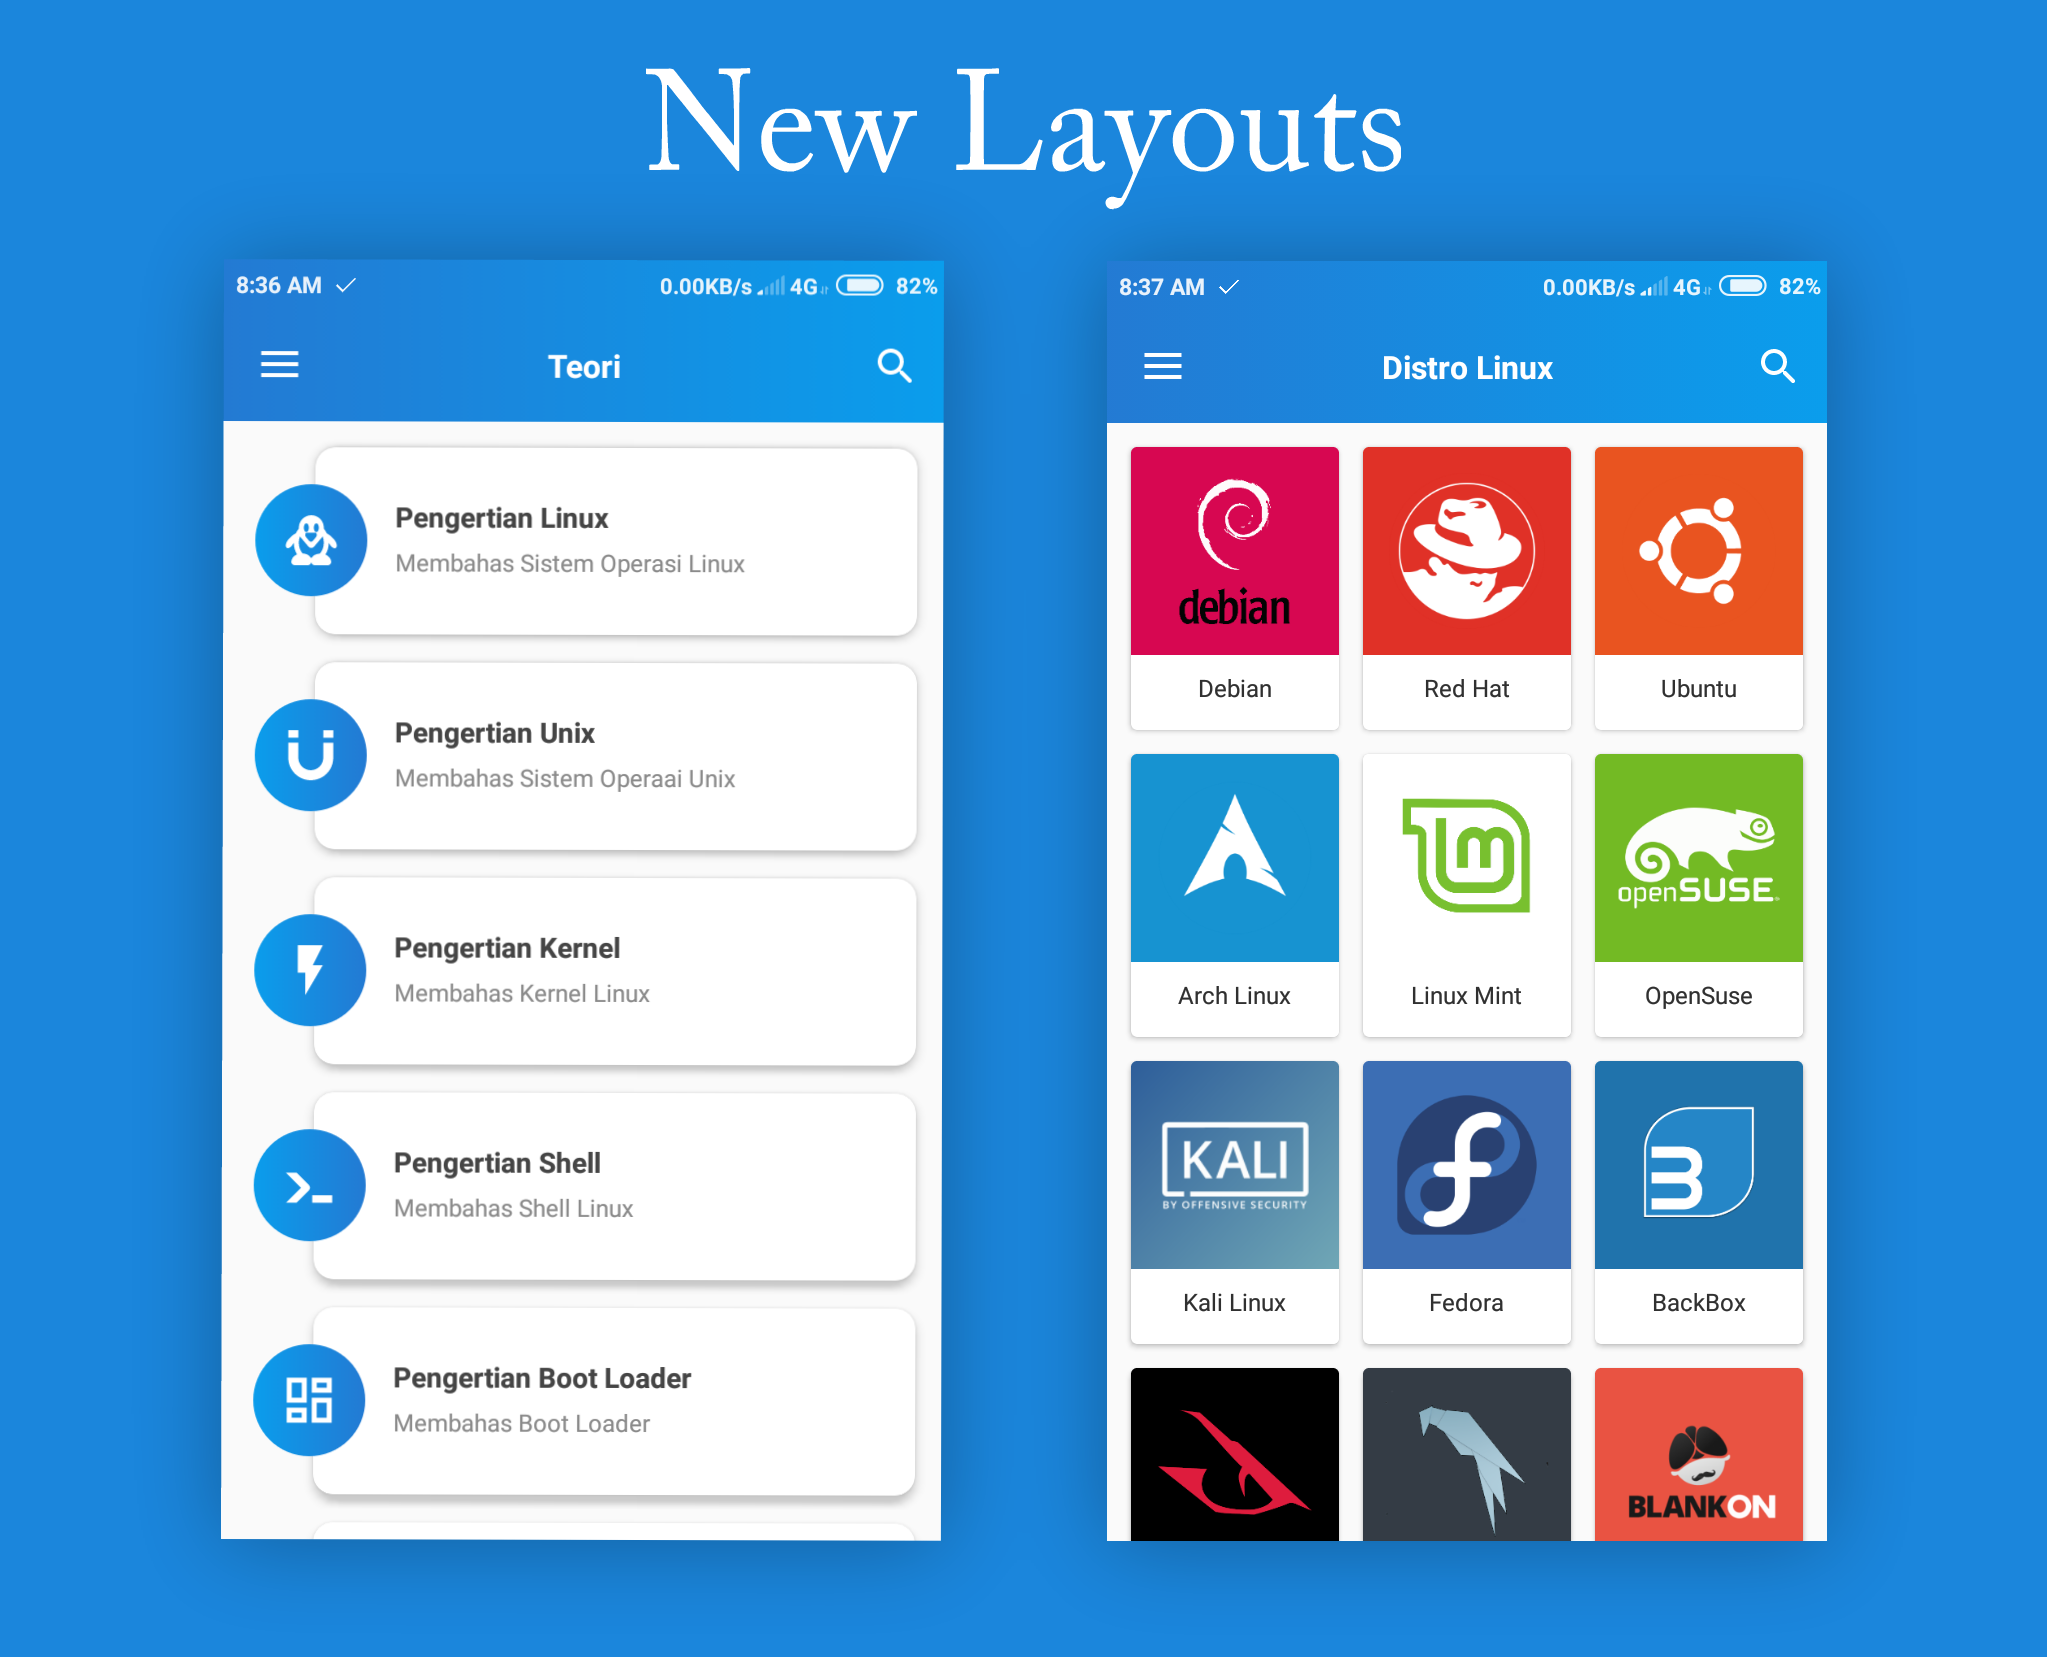 New Layouts
8:36 AM 0.00KB/s 4G 82%
Teori
Pengertian Linux
Membahas Sistem Operasi Linux
Pengertian Unix
Membahas Sistem Operaai Unix
Pengertian Kernel
Membahas Kernel Linux
Pengertian Shell
Membahas Shell Linux
Pengertian Boot Loader
Membahas Boot Loader
8:37 AM 0.00KB/s 4G 82%
Distro Linux
debian
Debian
Red Hat
Ubuntu
openSUSE
Arch Linux
Linux Mint
OpenSuse
KALI
BY OFFENSIVE SECURITY
Kali Linux
Fedora
BackBox
BLANKON